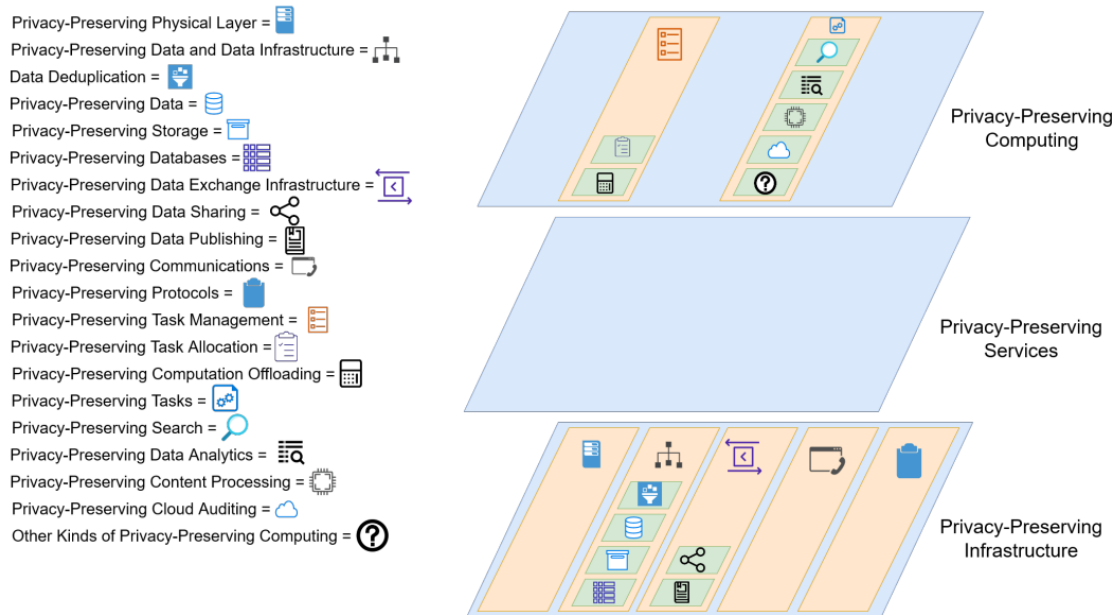 Privacy-Preserving Physical Layer =
Privacy-Preserving Data and Data Infrastructure =
Data Deduplication =
Privacy-Preserving Data =
Privacy-Preserving Storage =
Privacy-Preserving Databases =
Privacy-Preserving Data Exchange Infrastructure =
Privacy-Preserving Data Sharing =
Privacy-Preserving Data Publishing =
Privacy-Preserving Communications =
Privacy-Preserving Protocols =
Privacy-Preserving Task Management =
Privacy-Preserving Task Allocation =
Privacy-Preserving Computation Offloading =
Privacy-Preserving Tasks =
Privacy-Preserving Search =
Privacy-Preserving Data Analytics =
Privacy-Preserving Content Processing =
Privacy-Preserving Cloud Auditing =
Other Kinds of Privacy-Preserving Computing =
Privacy-Preserving
Computing
Privacy-Preserving
Services
Privacy-Preserving
Infrastructure